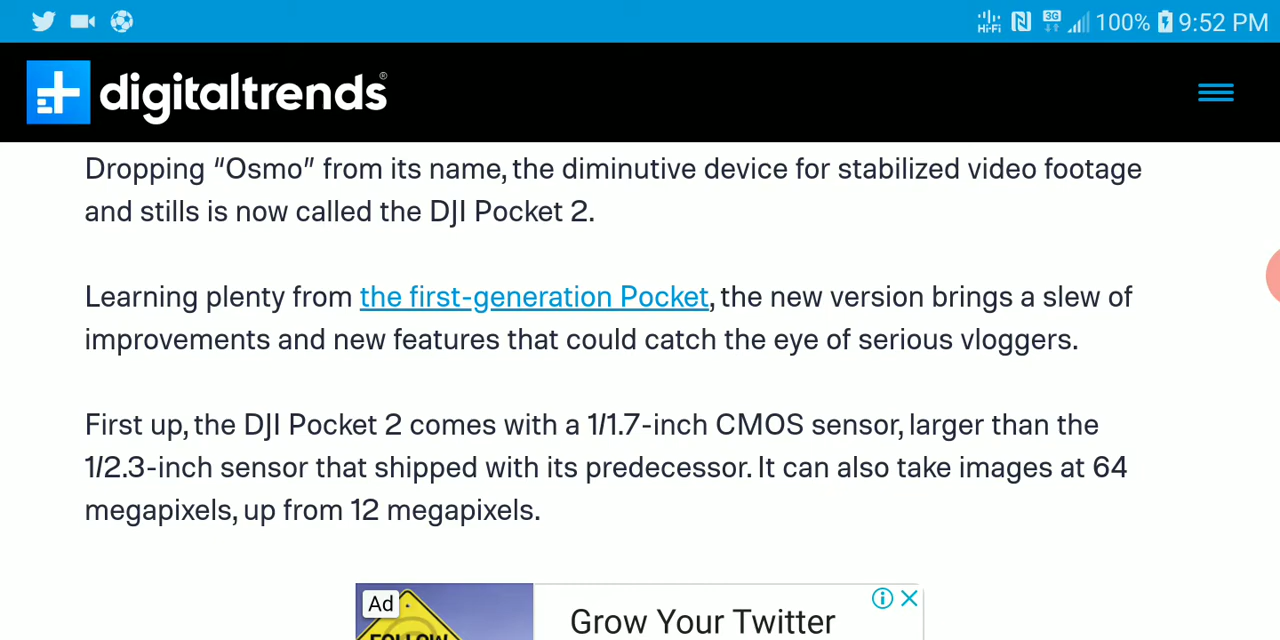 Hi-Fi 3G 100% 9:52 PM
digitaltrends®
Dropping “Osmo” from its name, the diminutive device for stabilized video footage
and stills is now called the DJI Pocket 2.
Learning plenty from the first-generation Pocket, the new version brings a slew of
improvements and new features that could catch the eye of serious vloggers.
First up, the DJI Pocket 2 comes with a 1/1.7-inch CMOS sensor, larger than the
1/2.3-inch sensor that shipped with its predecessor. It can also take images at 64
megapixels, up from 12 megapixels.
Ad
Grow Your Twitter
FOLLOW